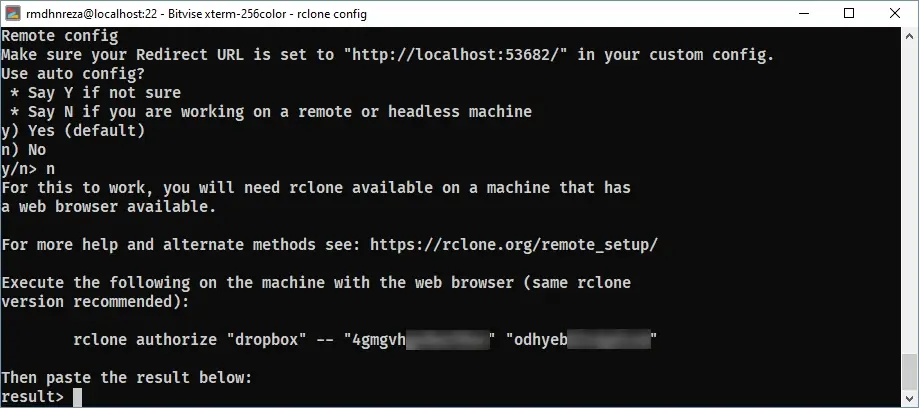 rmdhnreza@localhost:22 - Bitvise xterm-256color - rclone config
Remote config
Make sure your Redirect URL is set to "http://localhost:53682/" in your custom config.
Use auto config?
* Say Y if not sure
* Say N if you are working on a remote or headless machine
y) Yes (default)
n) No
y/n> n
For this to work, you will need rclone available on a machine that has
a web browser available.
For more help and alternate methods see: https://rclone.org/remote_setup/
Execute the following on the machine with the web browser (same rclone
version recommended):
rclone authorize "dropbox" -- "4gmgvh" "odhyeb"
Then paste the result below:
result>